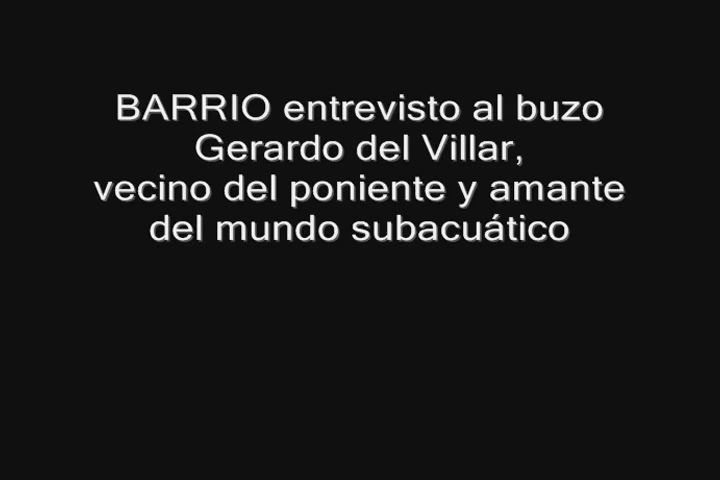 BARRIO entrevisto al buzo
Gerardo del Villar,
vecino del poniente y amante
del mundo subacuático